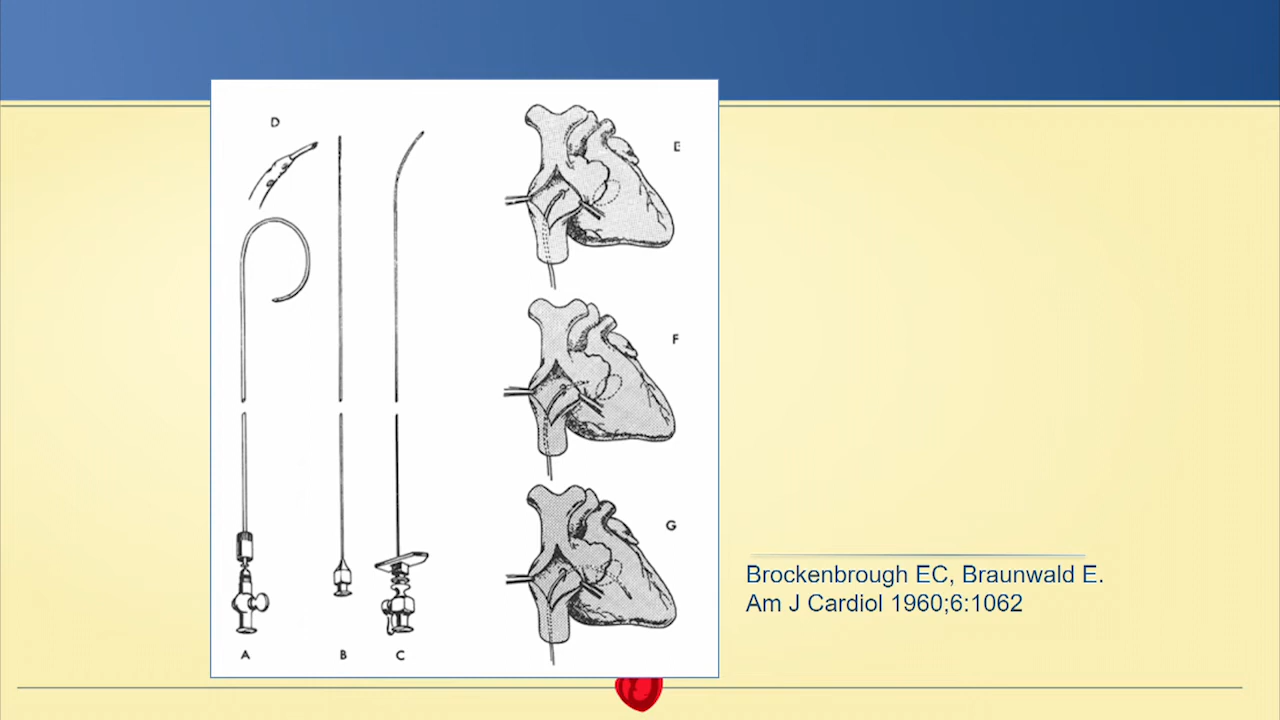 D
E
F
G
A
B
C
Brockenbrough EC, Braunwald E.
Am J Cardiol 1960;6:1062